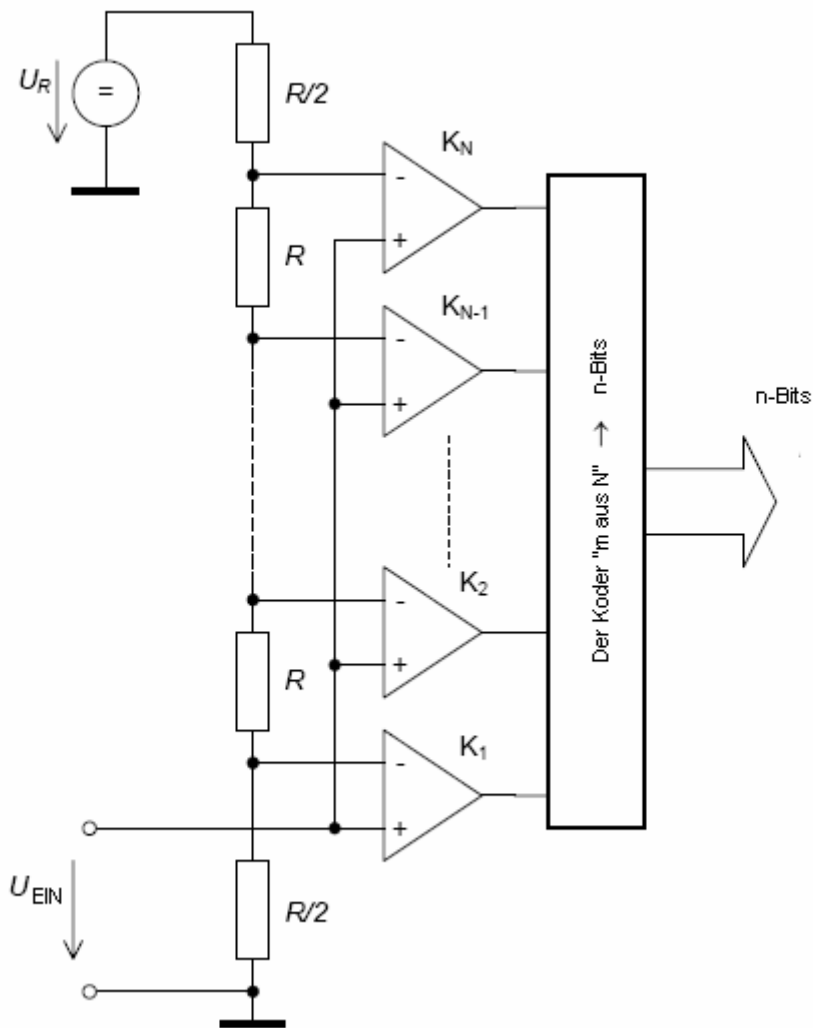 U_R
=
R/2
K_N
-
+
R
K_N-1
-
+
n-Bits
Der Koder "m aus N" → n-Bits
K_2
-
+
R
K_1
-
+
U_EIN
R/2